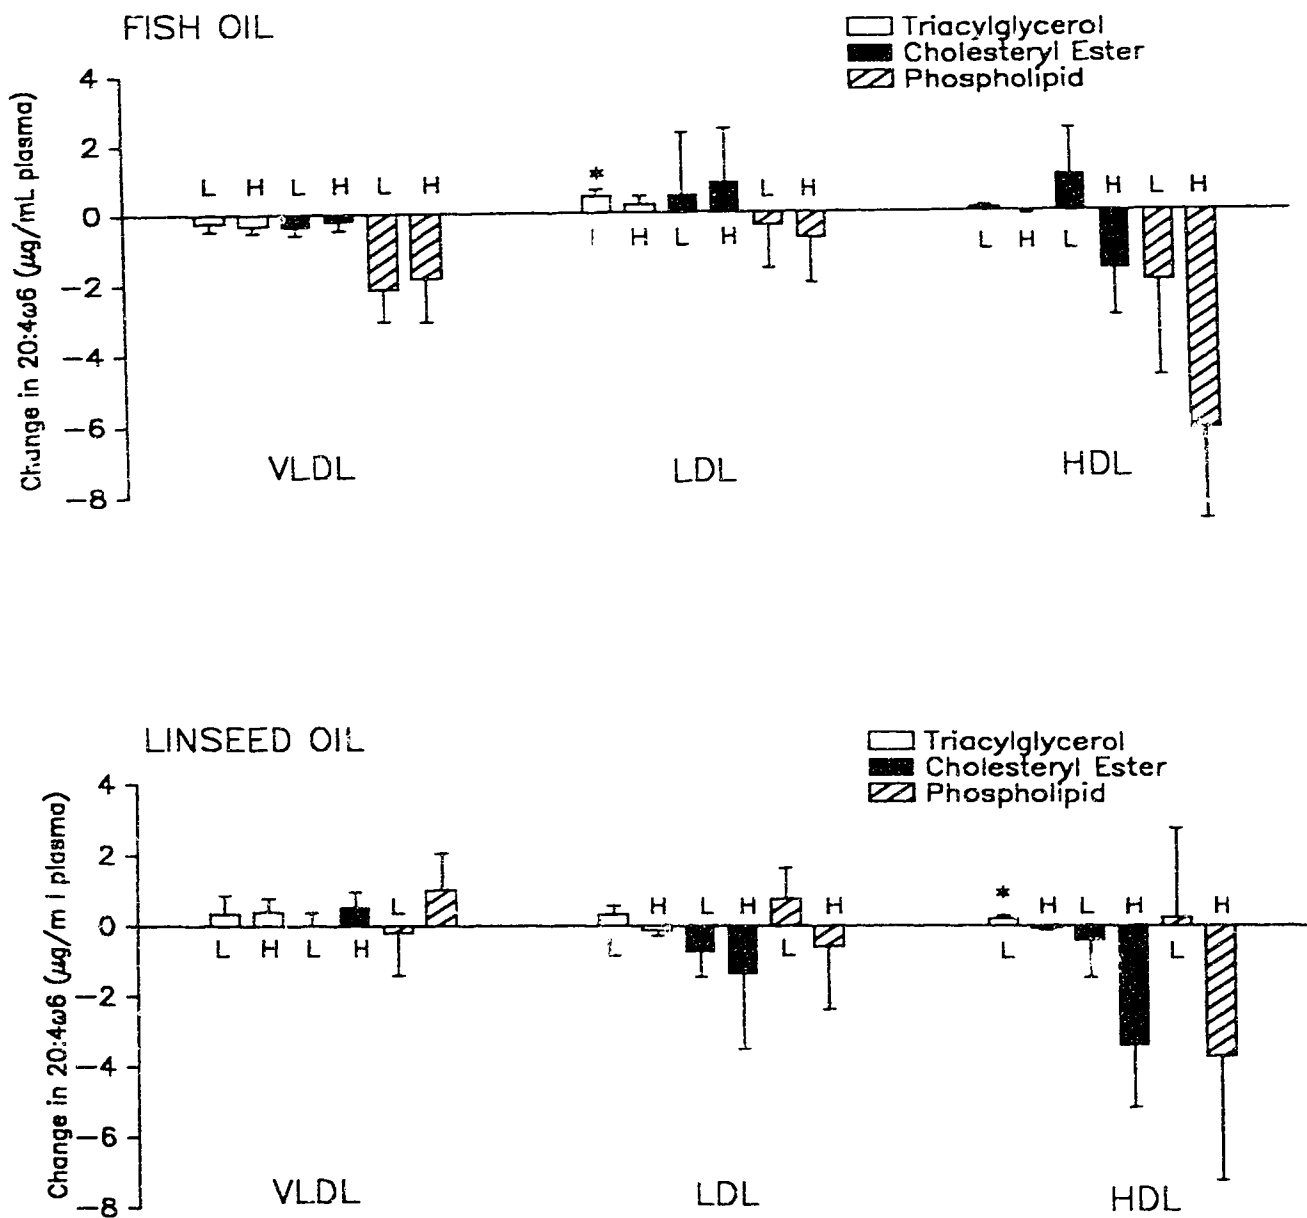 FISH OIL
Triacylglycerol
Cholesteryl Ester
Phospholipid
Change in 20:4ω6 (μg/mL plasma)
4
2
0
−2
−4
−6
−8
L H L H L H
*
L H
H L H
L H L H
L H L
VLDL
LDL
HDL
LINSEED OIL
Triacylglycerol
Cholesteryl Ester
Phospholipid
Change in 20:4ω6 (μg/m l plasma)
4
2
0
−2
−4
−6
−8
L
H L H H
*
H L H H
L H L H
L L
L L
VLDL
LDL
HDL